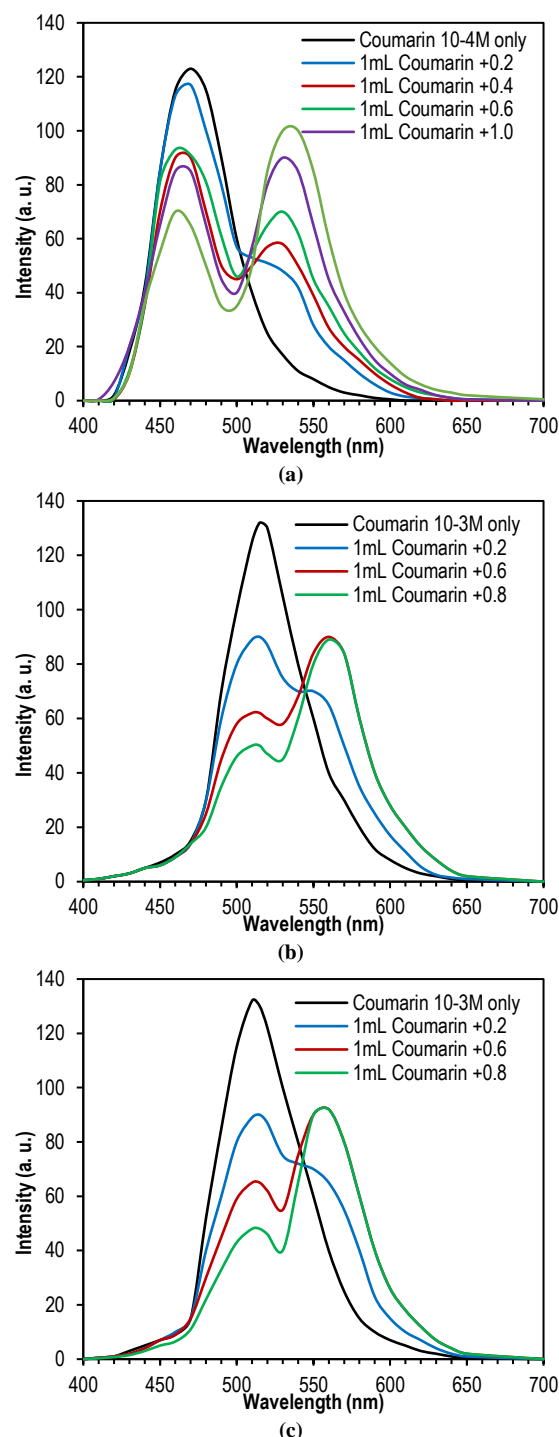 140
120
100
80
60
40
20
0
Intensity (a. u.)
Coumarin 10-4M only
1mL Coumarin +0.2
1mL Coumarin +0.4
1mL Coumarin +0.6
1mL Coumarin +1.0
400 450 500 550 600 650 700
Wavelength (nm)
(a)
140
120
100
80
60
40
20
0
Intensity (a. u.)
Coumarin 10-3M only
1mL Coumarin +0.2
1mL Coumarin +0.6
1mL Coumarin +0.8
400 450 500 550 600 650 700
Wavelength (nm)
(b)
140
120
100
80
60
40
20
0
Intensity (a. u.)
Coumarin 10-3M only
1mL Coumarin +0.2
1mL Coumarin +0.6
1mL Coumarin +0.8
400 450 500 550 600 650 700
Wavelength (nm)
(c)